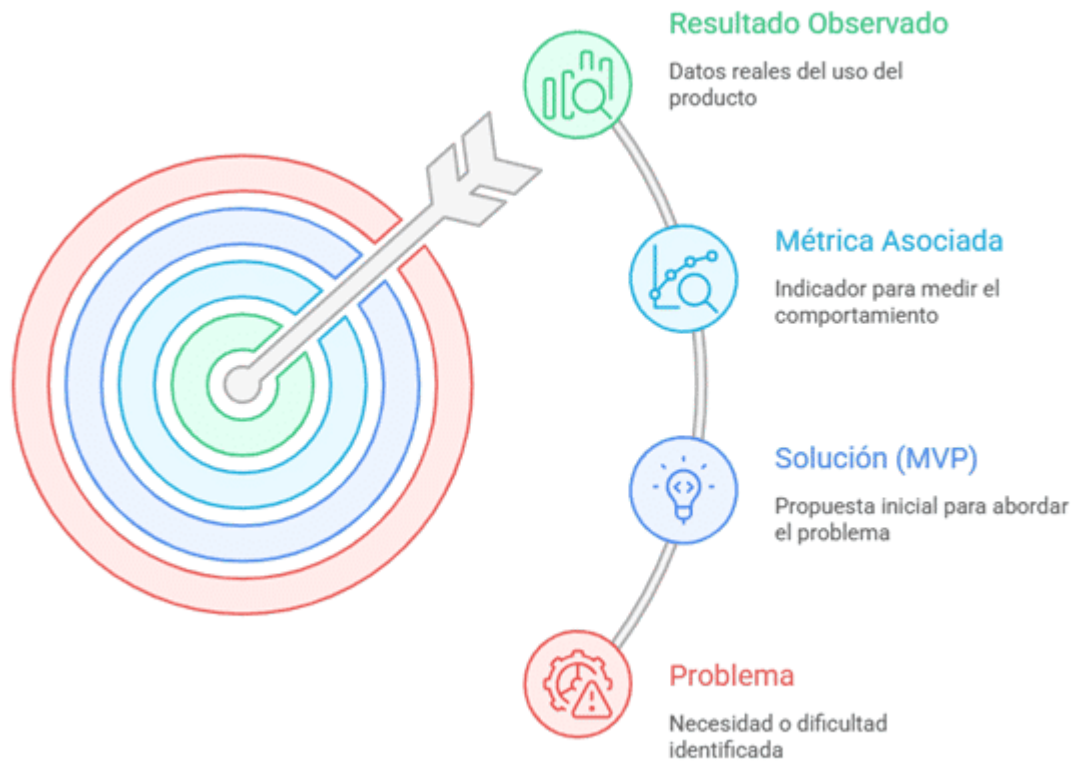 Resultado Observado
Datos reales del uso del
producto
Métrica Asociada
Indicador para medir el
comportamiento
Solución (MVP)
Propuesta inicial para abordar
el problema
Problema
Necesidad o dificultad
identificada